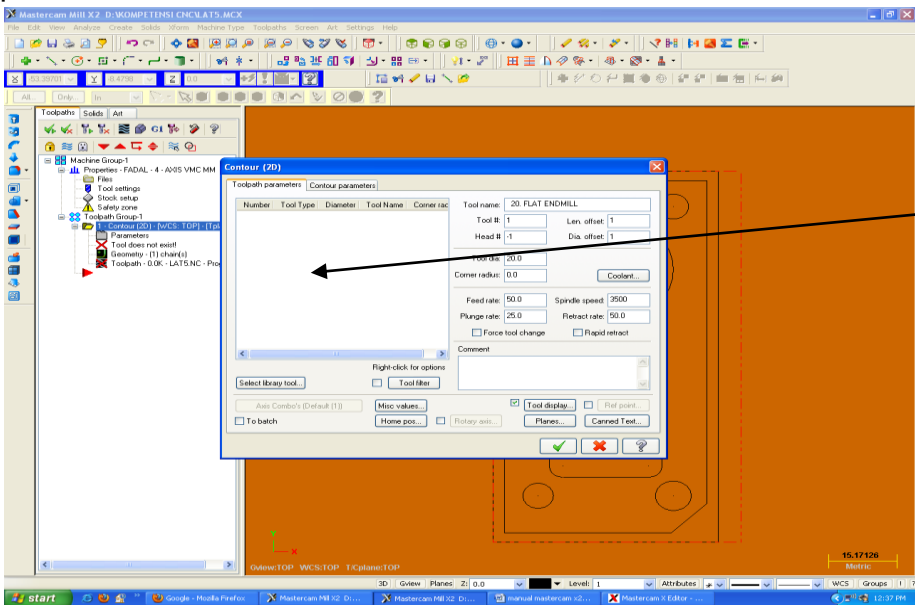 Mastercam Mill X2 D:\KOMPETENSI CNC\LAT5.MCX
File Edit View Analyze Create Solids Xform Machine Type Toolpaths Screen Art Settings Help
X -53.39701 Y -0.4798 Z 0.0
All... Only... In
Toolpaths Solids Art
G1
Machine Group-1
Properties - FADAL - 4 - AXIS VMC MM
Files
Tool settings
Stock setup
Safety zone
Toolpath Group-1
1 - Contour (2D) - [WCS: TOP] - [Tpl
Parameters
Tool does not exist!
Geometry - (1) chain(s)
Toolpath - 0.0K - LAT5.NC - Pro
Contour (2D)
Toolpath parameters Contour parameters
Number Tool Type Diameter Tool Name Corner rad
Tool name: 20. FLAT ENDMILL
Tool #: 1 Len. offset: 1
Head # -1 Dia. offset: 1
Tool dia: 20.0
Corner radius: 0.0 Coolant...
Feed rate: 50.0 Spindle speed: 3500
Plunge rate: 25.0 Retract rate: 50.0
Force tool change Rapid retract
Comment
Right-click for options
Select library tool... Tool filter
Axis Combo's (Default (1)) Misc values... Tool display... Ref point...
To batch Home pos... Rotary axis... Planes... Canned Text...
Y
X
Gview:TOP WCS:TOP T/Cplane:TOP
15.17126
Metric
3D Gview Planes Z: 0.0 Level: 1 Attributes WCS Groups ! ?
start Google - Mozilla Firefox Mastercam Mill X2 D:... Mastercam Mill X2 D:... manual mastercam x2... Mastercam X Editor - ... 12:37 PM